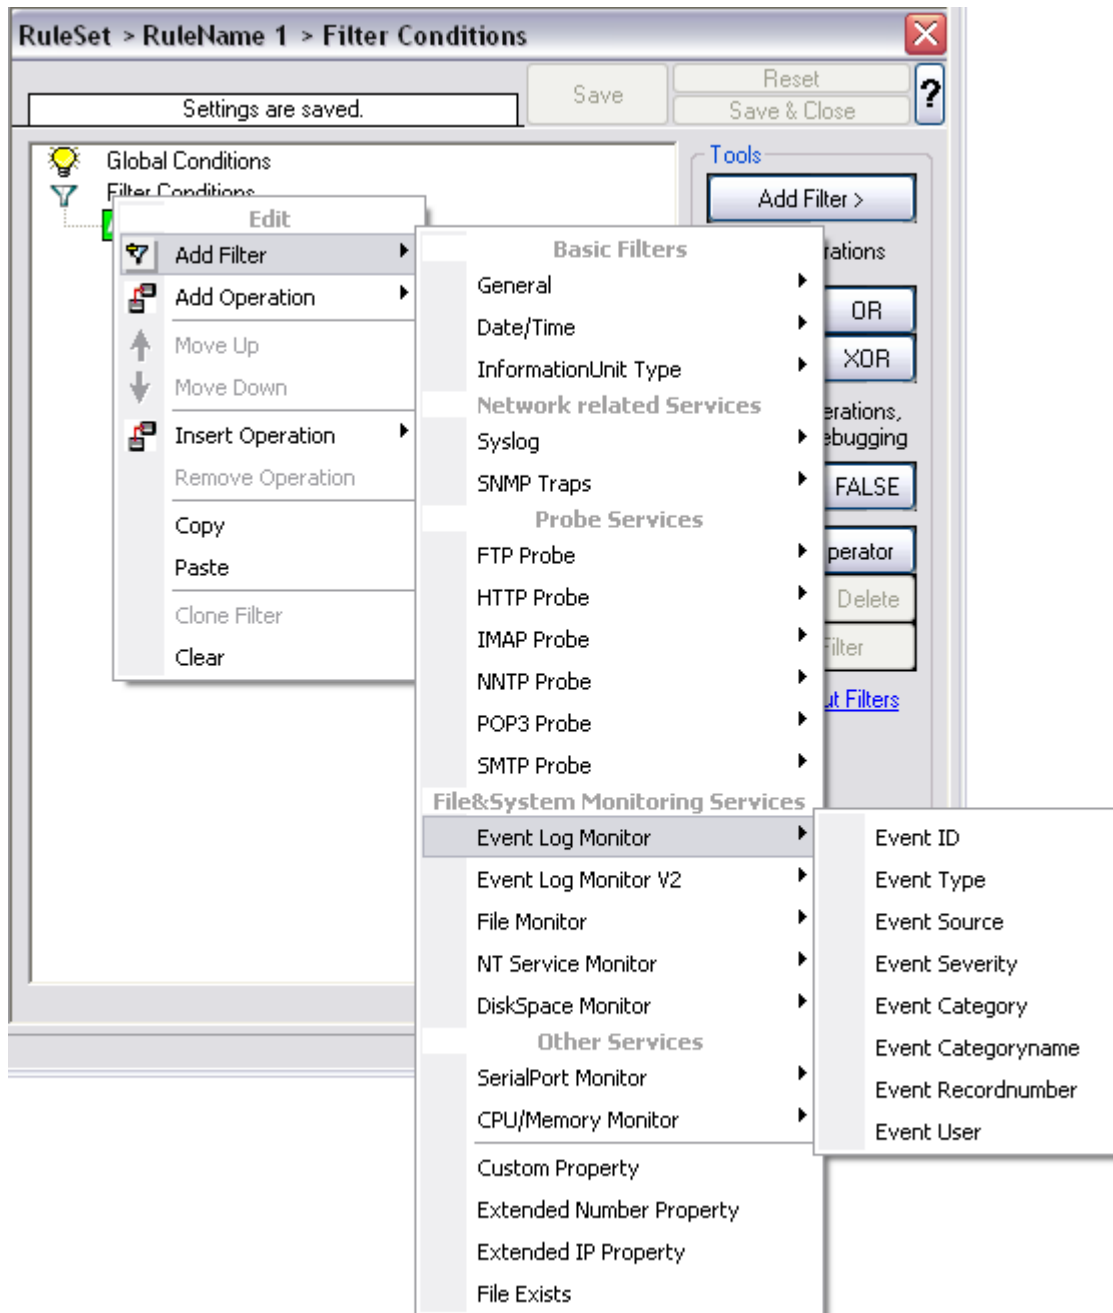 RuleSet > RuleName 1 > Filter Conditions
Settings are saved.
Save
Reset
Save & Close
?
Global Conditions
Filter Conditions
Tools
Add Filter >
OR
XOR
FALSE
Delete
Filters
Edit
Add Filter
Add Operation
Move Up
Move Down
Insert Operation
Remove Operation
Copy
Paste
Clone Filter
Clear
Basic Filters
General
Date/Time
InformationUnit Type
Network related Services
Syslog
SNMP Traps
Probe Services
FTP Probe
HTTP Probe
IMAP Probe
NNTP Probe
POP3 Probe
SMTP Probe
File&System Monitoring Services
Event Log Monitor
Event Log Monitor V2
File Monitor
NT Service Monitor
DiskSpace Monitor
Other Services
SerialPort Monitor
CPU/Memory Monitor
Custom Property
Extended Number Property
Extended IP Property
File Exists
Event ID
Event Type
Event Source
Event Severity
Event Category
Event Categoryname
Event Recordnumber
Event User